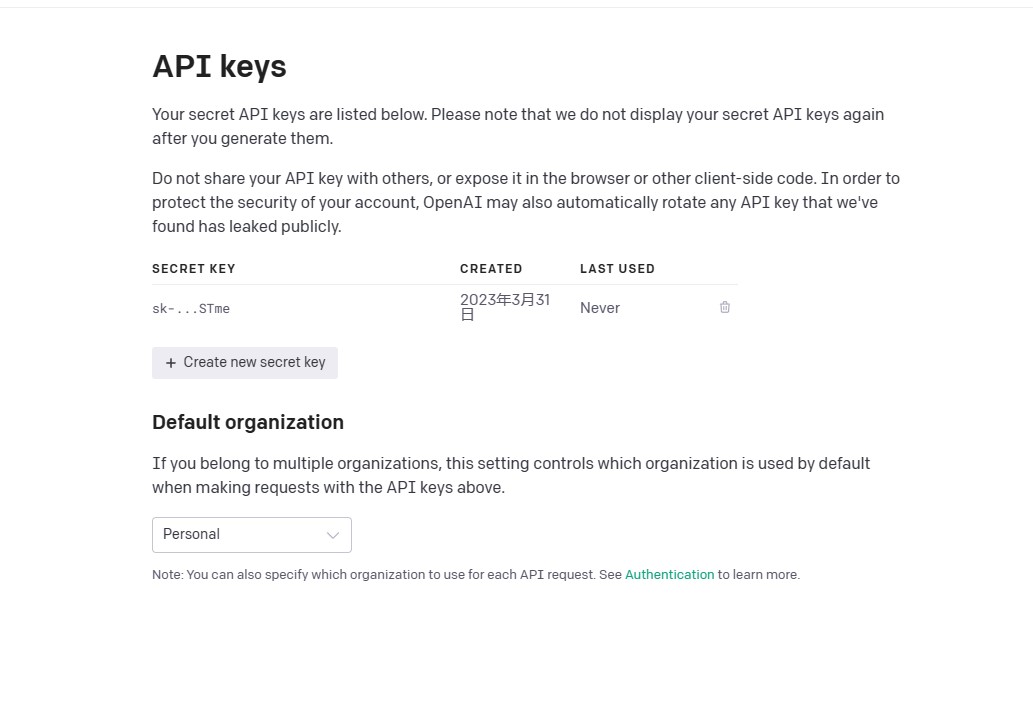 API keys
Your secret API keys are listed below. Please note that we do not display your secret API keys again
after you generate them.
Do not share your API key with others, or expose it in the browser or other client-side code. In order to
protect the security of your account, OpenAI may also automatically rotate any API key that we've
found has leaked publicly.
SECRET KEY CREATED LAST USED
sk-...STme 2023年3月31 Never
日
+ Create new secret key
Default organization
If you belong to multiple organizations, this setting controls which organization is used by default
when making requests with the API keys above.
Personal
Note: You can also specify which organization to use for each API request. See Authentication to learn more.